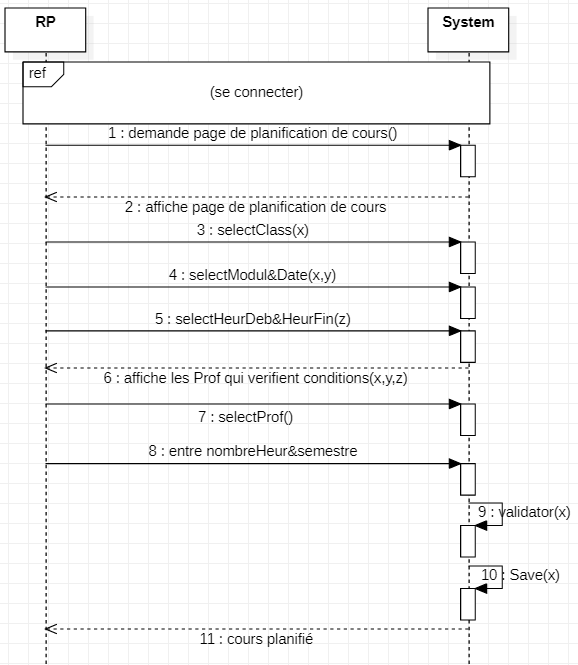 RP
System
ref
(se connecter)
1 : demande page de planification de cours()
2 : affiche page de planification de cours
3 : selectClass(x)
4 : selectModul&Date(x,y)
5 : selectHeurDeb&HeurFin(z)
6 : affiche les Prof qui verifient conditions(x,y,z)
7 : selectProf()
8 : entre nombreHeur&semestre
9 : validator(x)
10 : Save(x)
11 : cours planifié